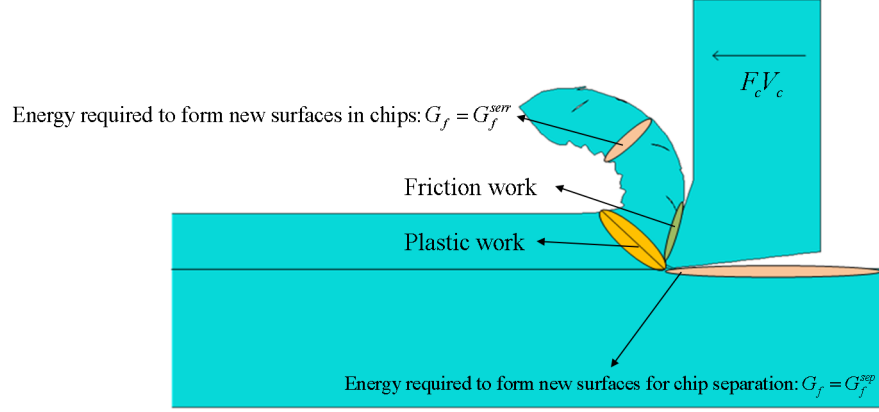 F_c V_c
Energy required to form new surfaces in chips: G_f = G_f^{serr}
Friction work
Plastic work
Energy required to form new surfaces for chip separation: G_f = G_f^{sep}